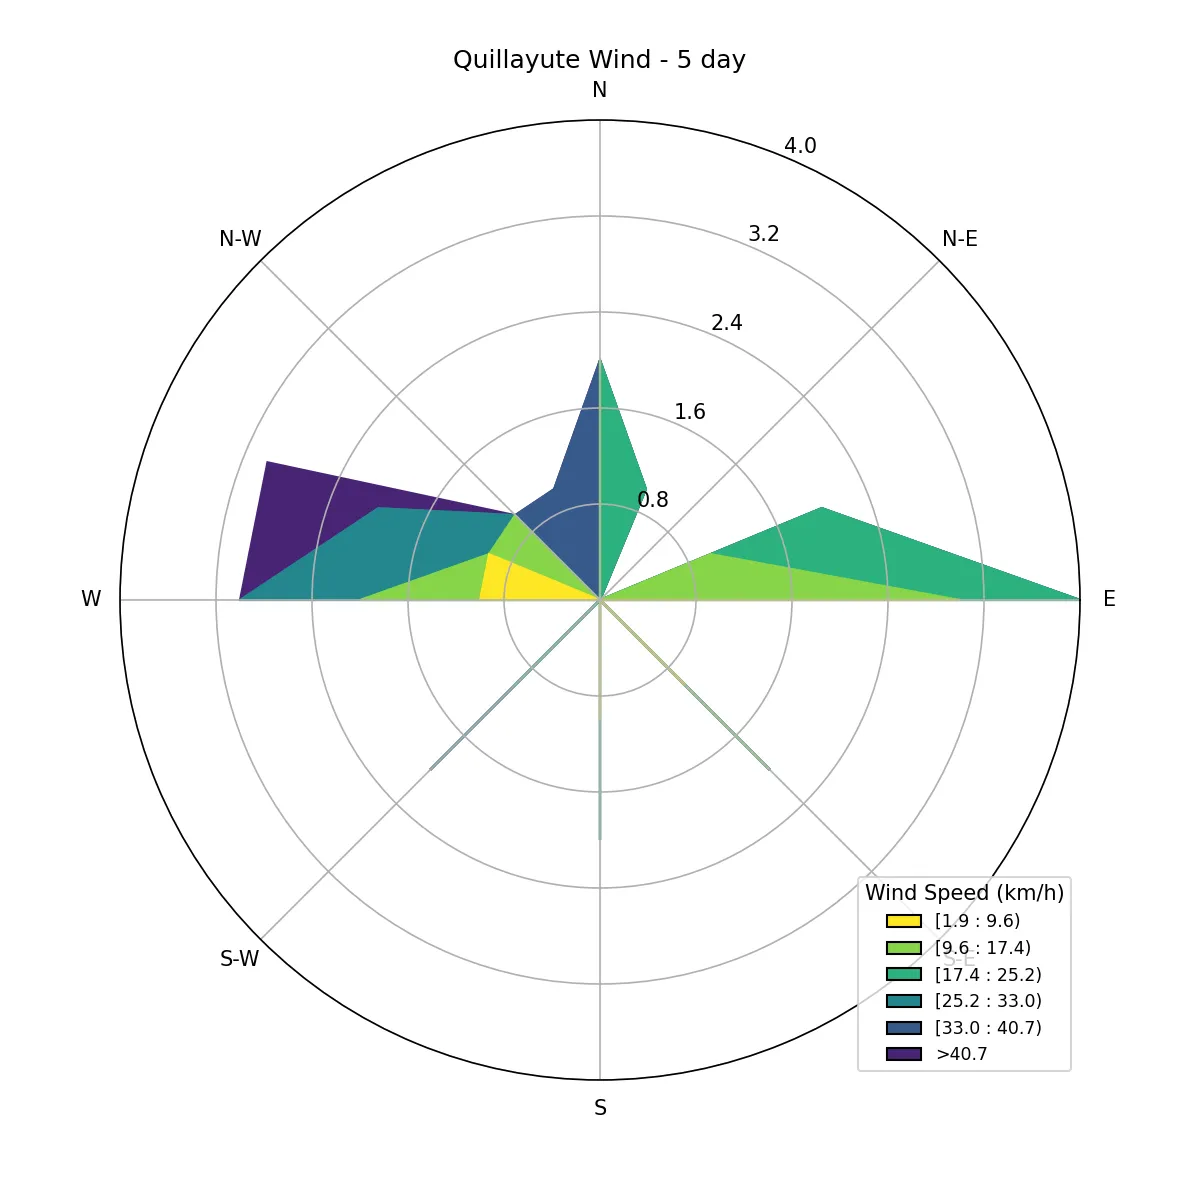 Quillayute Wind - 5 day
N
4.0
N-W
3.2
N-E
2.4
1.6
0.8
W
E
S-W
S-E
S
Wind Speed (km/h)
[1.9 : 9.6)
[9.6 : 17.4)
[17.4 : 25.2)
[25.2 : 33.0)
[33.0 : 40.7)
>40.7